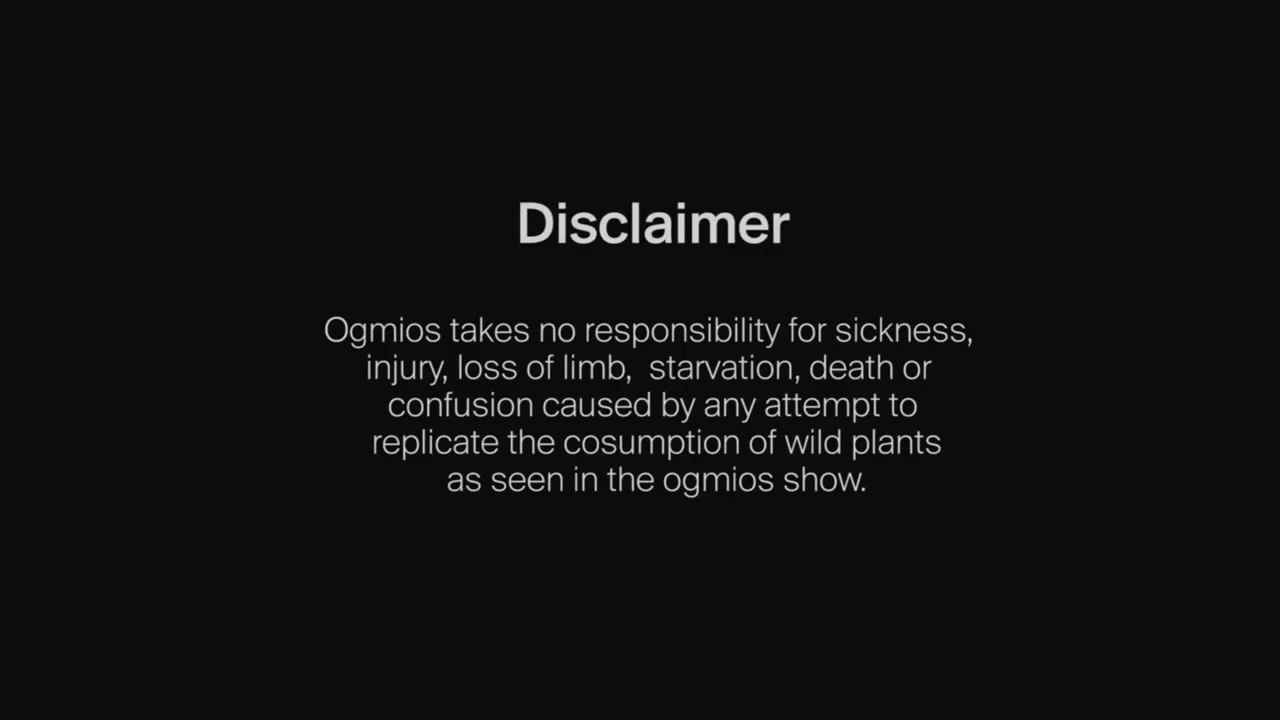 Disclaimer
Ogmios takes no responsibility for sickness,
injury, loss of limb,  starvation, death or
confusion caused by any attempt to
replicate the cosumption of wild plants
as seen in the ogmios show.